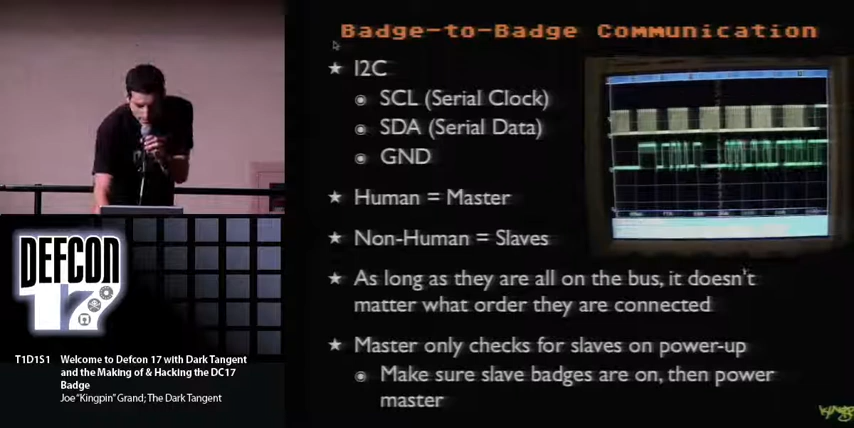 Badge-to-Badge Communication
I2C
SCL (Serial Clock)
SDA (Serial Data)
GND
Human = Master
Non-Human = Slaves
As long as they are all on the bus, it doesn't
matter what order they are connected
Master only checks for slaves on power-up
Make sure slave badges are on, then power
master
DEFCON
17
T1D1S1 Welcome to Defcon 17 with Dark Tangent
and the Making of & Hacking the DC17
Badge
Joe "Kingpin" Grand; The Dark Tangent